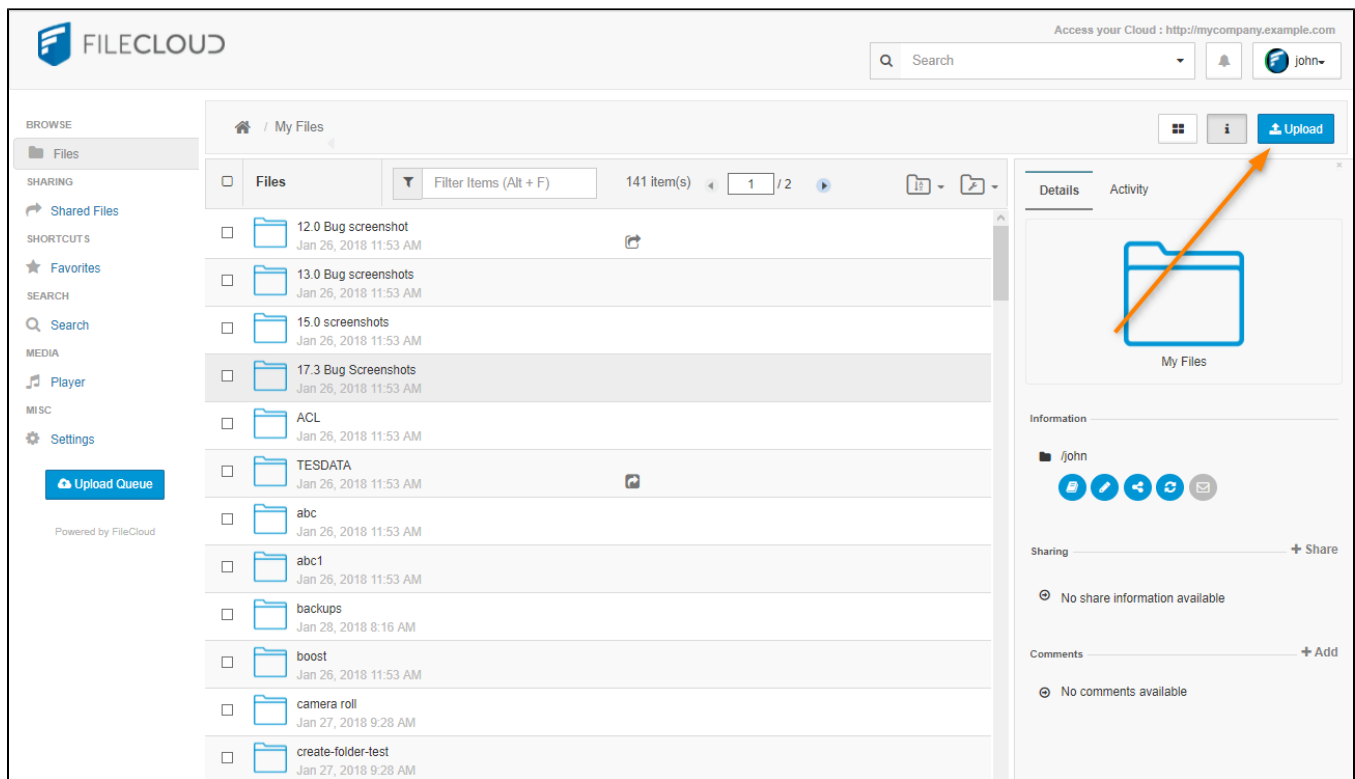 FILECLOUD
Access your Cloud : http://mycompany.example.com
Search
john
BROWSE
Files
SHARING
Shared Files
SHORTCUTS
Favorites
SEARCH
Search
MEDIA
Player
MISC
Settings
Upload Queue
Powered by FileCloud
/ My Files
i
Upload
Files
Filter Items (Alt + F)
141 item(s)
1 / 2
12.0 Bug screenshot
Jan 26, 2018 11:53 AM
13.0 Bug screenshots
Jan 26, 2018 11:53 AM
15.0 screenshots
Jan 26, 2018 11:53 AM
17.3 Bug Screenshots
Jan 26, 2018 11:53 AM
ACL
Jan 26, 2018 11:53 AM
TESDATA
Jan 26, 2018 11:53 AM
abc
Jan 26, 2018 11:53 AM
abc1
Jan 26, 2018 11:53 AM
backups
Jan 28, 2018 8:16 AM
boost
Jan 26, 2018 11:53 AM
camera roll
Jan 27, 2018 9:28 AM
create-folder-test
Jan 27, 2018 9:28 AM
Details Activity
My Files
Information
/john
Sharing + Share
No share information available
Comments + Add
No comments available